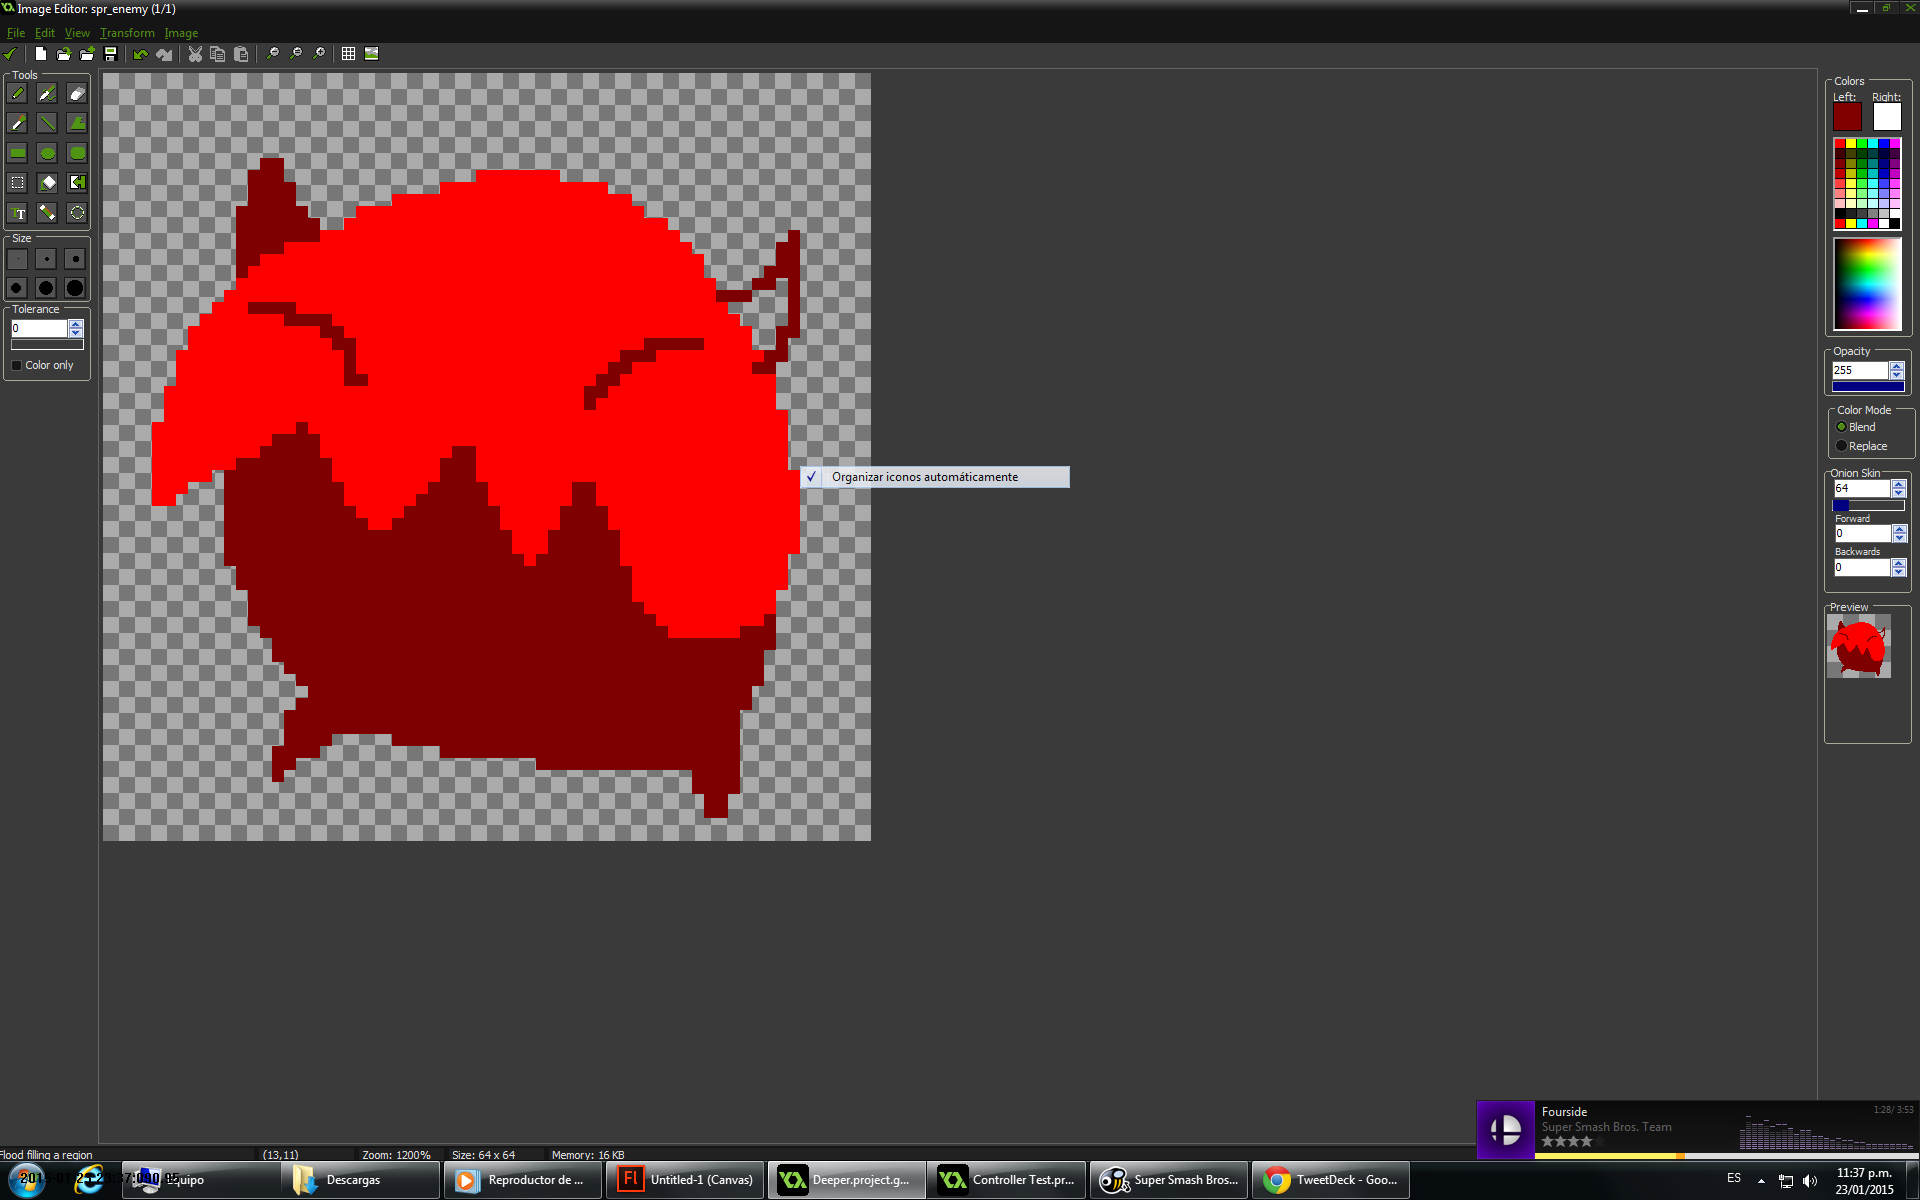 Image Editor: spr_enemy (1/1)
File Edit View Transform Image
Tools
Size
Tolerance
0
Color only
Colors
Left: Right:
Opacity
255
Color Mode
Blend
Replace
Onion Skin
64
Forward
0
Backwards
0
Preview
Organizar iconos automáticamente
Fourside
1:28/ 3:53
Super Smash Bros. Team
Flood filling a region
(13,11)
Zoom: 1200%
Size: 64 x 64
Memory: 16 KB
Equipo
Descargas
Reproductor de ...
Untitled-1 (Canvas)
Deeper.project.g...
Controller Test.pr...
Super Smash Bros...
TweetDeck - Goo...
ES
11:37 p.m.
23/01/2015